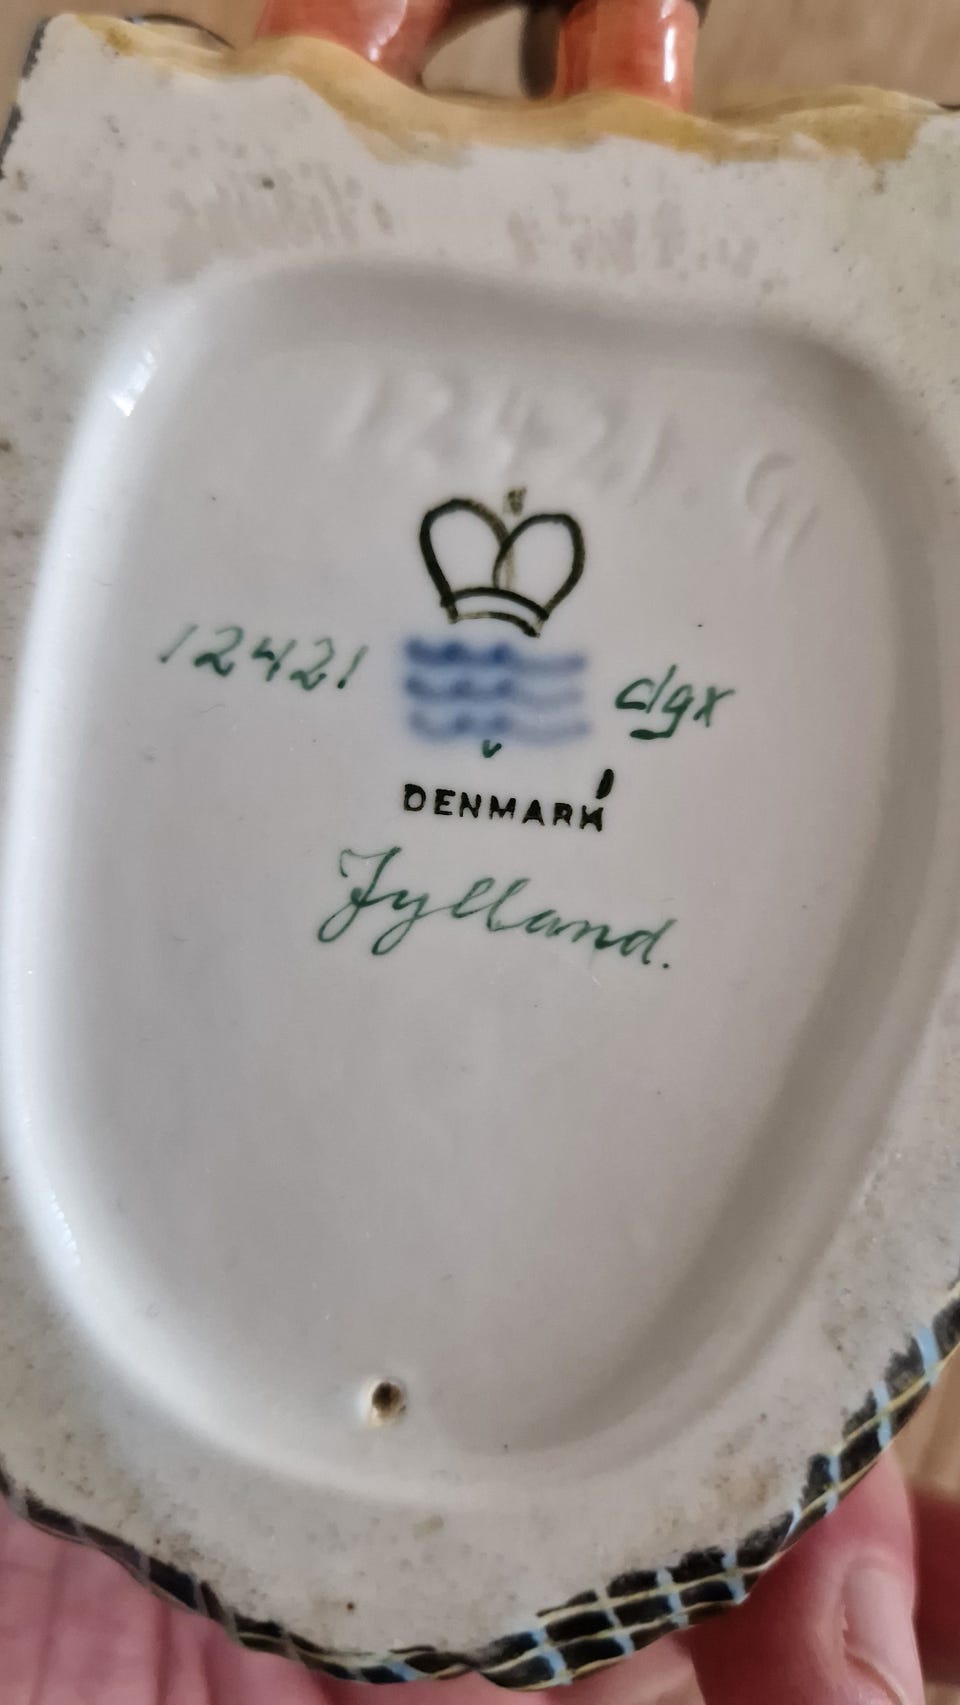 12421. G
12421 dgx
DENMARK
Jylland.